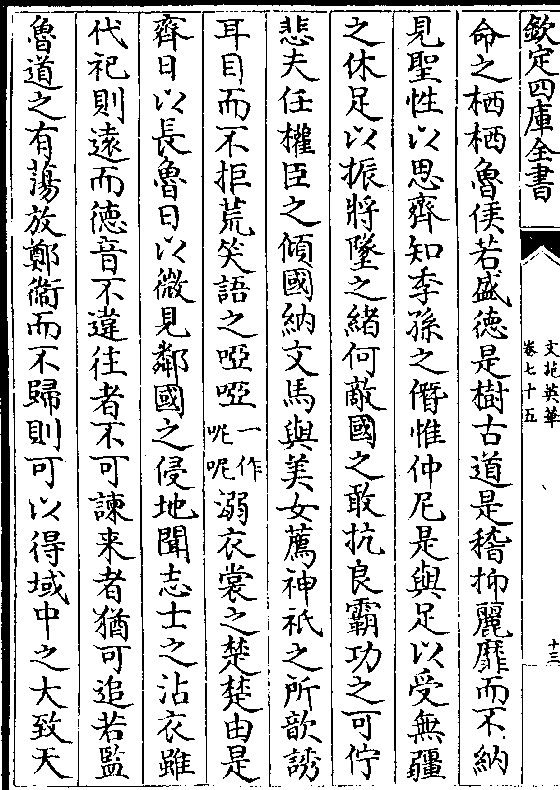 欽定四庫全書
文苑英華
卷七十五
十三
命之栖栖魯侯若盛德是樹古道是稽抑麗靡而不納
見聖性以思齊知季孫之僭惟仲尼是與足以受無疆
之休足以振將墜之緒何敵國之敢抗良霸功之可佇
悲夫任權臣之傾國納文馬與美女薦神祇之所歆誘
耳目而不拒荒笑語之啞啞一作呢呢溺衣裳之楚楚由是
齊日以長魯日以微見鄰國之侵地聞志士之沾衣雖
代祀則遠而德音不違往者不可諫来者猶可追若監
魯道之有蕩放鄭衞而不歸則可以得域中之大致天